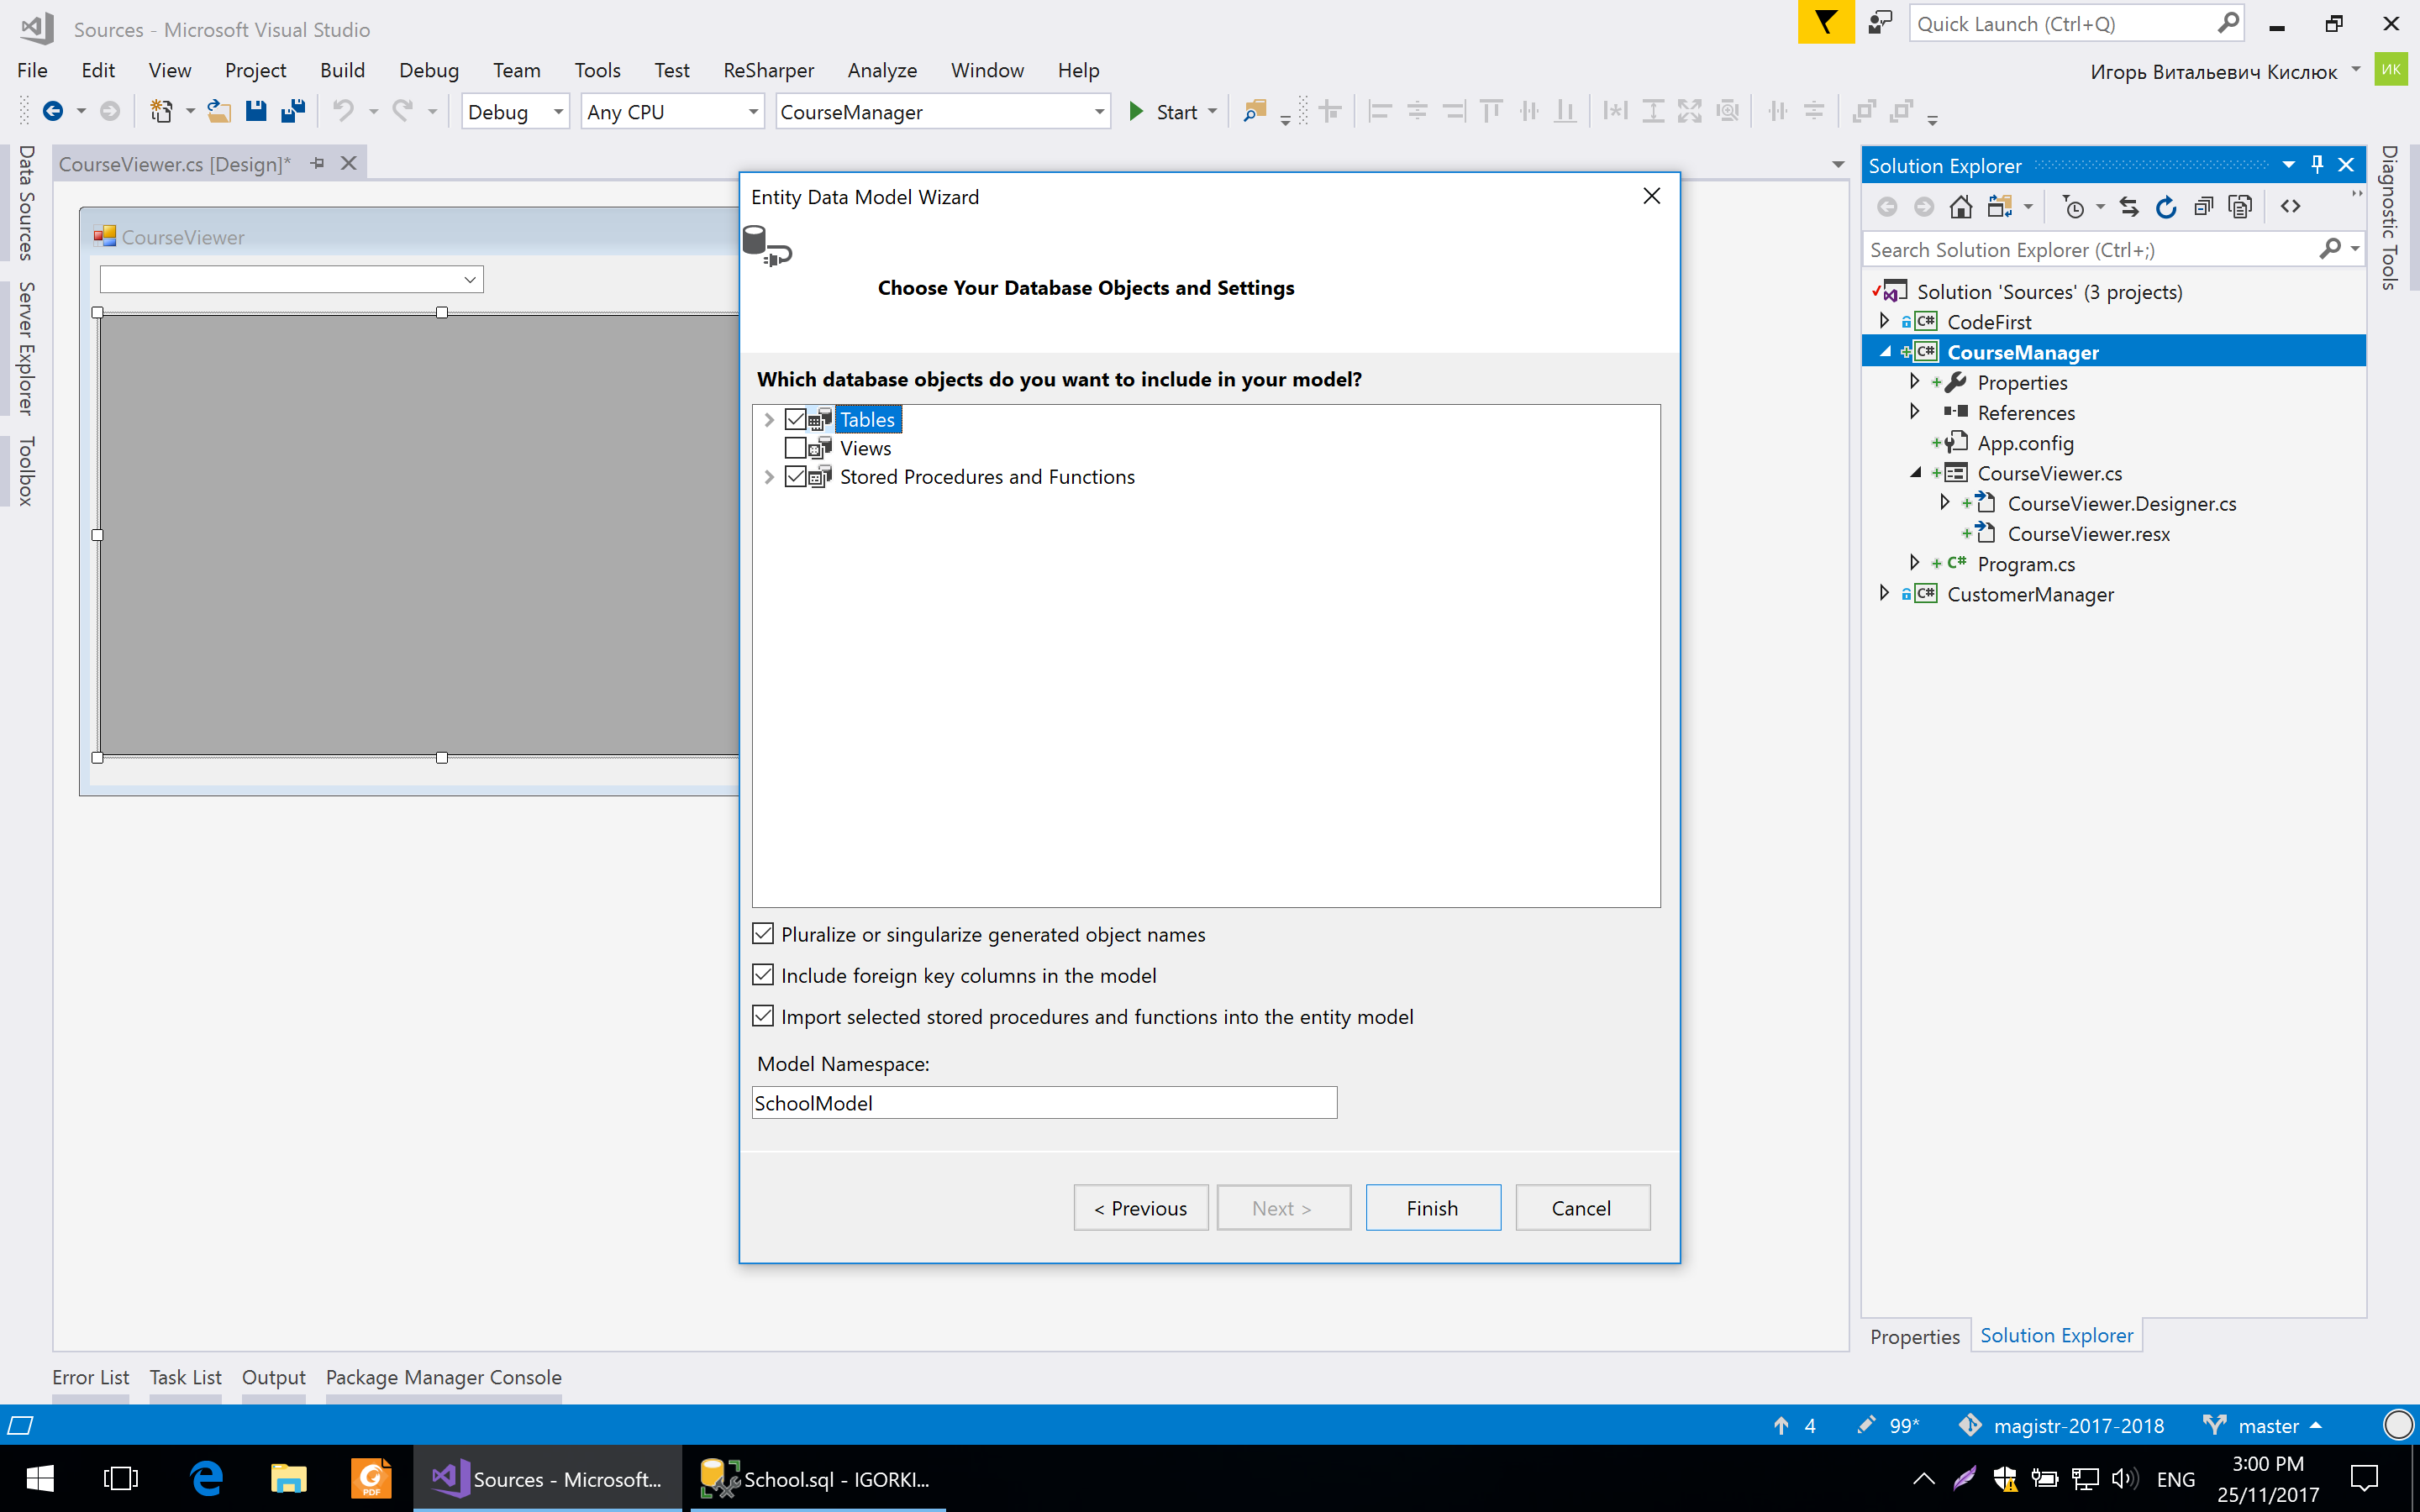 Sources - Microsoft Visual Studio
Quick Launch (Ctrl+Q)
File Edit View Project Build Debug Team Tools Test ReSharper Analyze Window Help
Игорь Витальевич Кислюк
ИК
Debug Any CPU CourseManager Start
Data Sources
Server Explorer
Toolbox
CourseViewer.cs [Design]*
CourseViewer
Entity Data Model Wizard
Choose Your Database Objects and Settings
Which database objects do you want to include in your model?
Tables
Views
Stored Procedures and Functions
Pluralize or singularize generated object names
Include foreign key columns in the model
Import selected stored procedures and functions into the entity model
Model Namespace:
SchoolModel
< Previous Next > Finish Cancel
Solution Explorer
Search Solution Explorer (Ctrl+;)
Solution 'Sources' (3 projects)
C# CodeFirst
C# CourseManager
Properties
References
App.config
CourseViewer.cs
CourseViewer.Designer.cs
CourseViewer.resx
C# Program.cs
C# CustomerManager
Properties Solution Explorer
Diagnostic Tools
Error List Task List Output Package Manager Console
4 99* magistr-2017-2018 master
PDF
Sources - Microsoft...
School.sql - IGORKI...
ENG
3:00 PM
25/11/2017